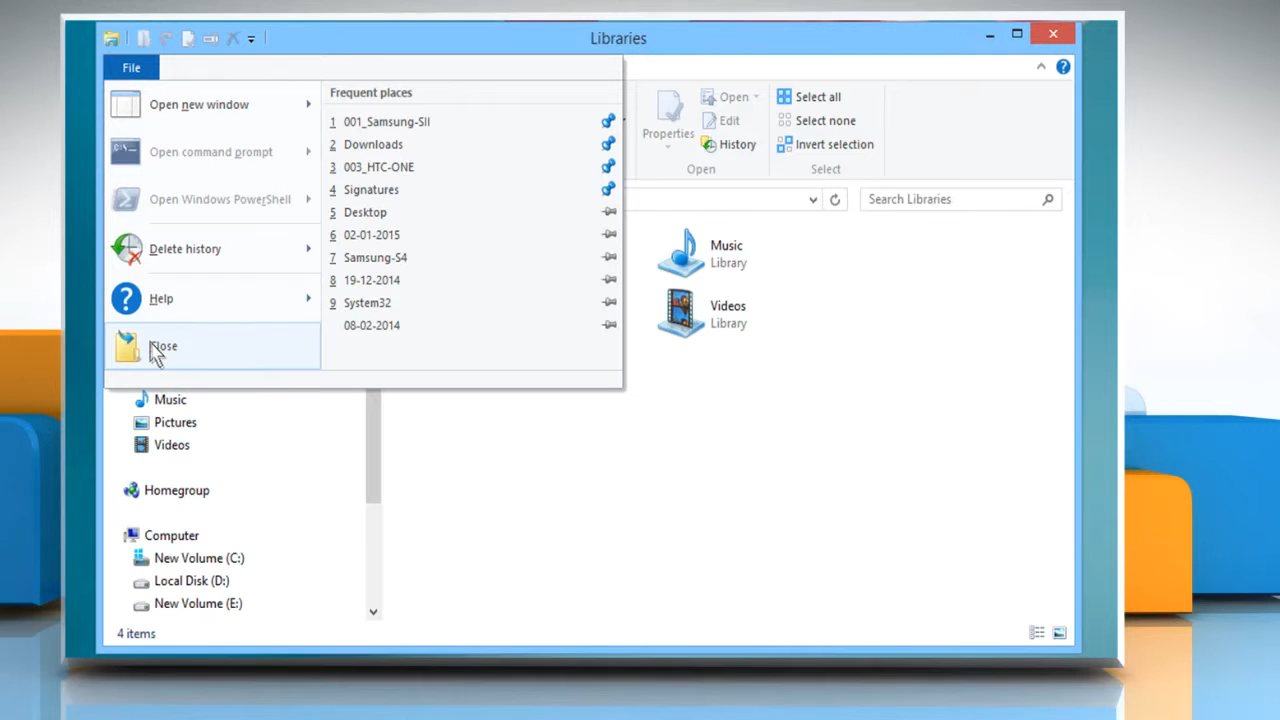 Libraries
File
Open new window
Open command prompt
Open Windows PowerShell
Delete history
Help
Frequent places
1 001_Samsung-SII
2 Downloads
3 003_HTC-ONE
4 Signatures
5 Desktop
6 02-01-2015
7 Samsung-S4
8 19-12-2014
9 System32
08-02-2014
Properties
Open
Edit
History
Open
Select all
Select none
Invert selection
Select
Search Libraries
Music
Library
Videos
Library
Music
Pictures
Videos
Homegroup
Computer
New Volume (C:)
Local Disk (D:)
New Volume (E:)
4 items